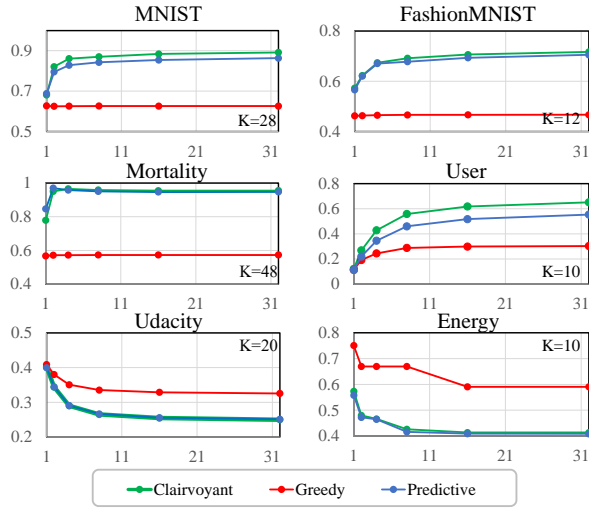 MNIST
0.9
0.7
0.5
K=28
1 11 21 31
FashionMNIST
0.8
0.6
0.4
K=12
1 11 21 31
Mortality
1
0.8
0.6
0.4
K=48
1 11 21 31
User
0.8
0.6
0.4
0.2
0
K=10
1 11 21 31
Udacity
0.5
0.4
0.3
0.2
K=20
1 11 21 31
Energy
0.8
0.7
0.6
0.5
0.4
K=10
1 11 21 31
Clairvoyant Greedy Predictive